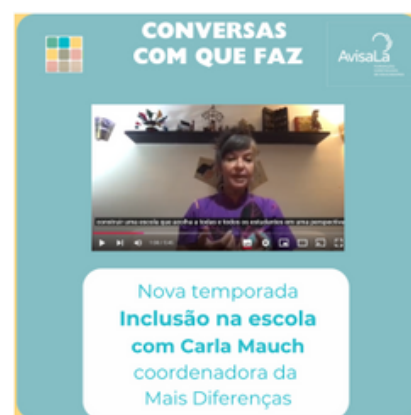 CONVERSAS
COM QUE FAZ
AvisaLá
construir uma escola que acolha a todas e todos os estudantes em uma perspectiva
Nova temporada
Inclusão na escola
com Carla Mauch
coordenadora da
Mais Diferenças